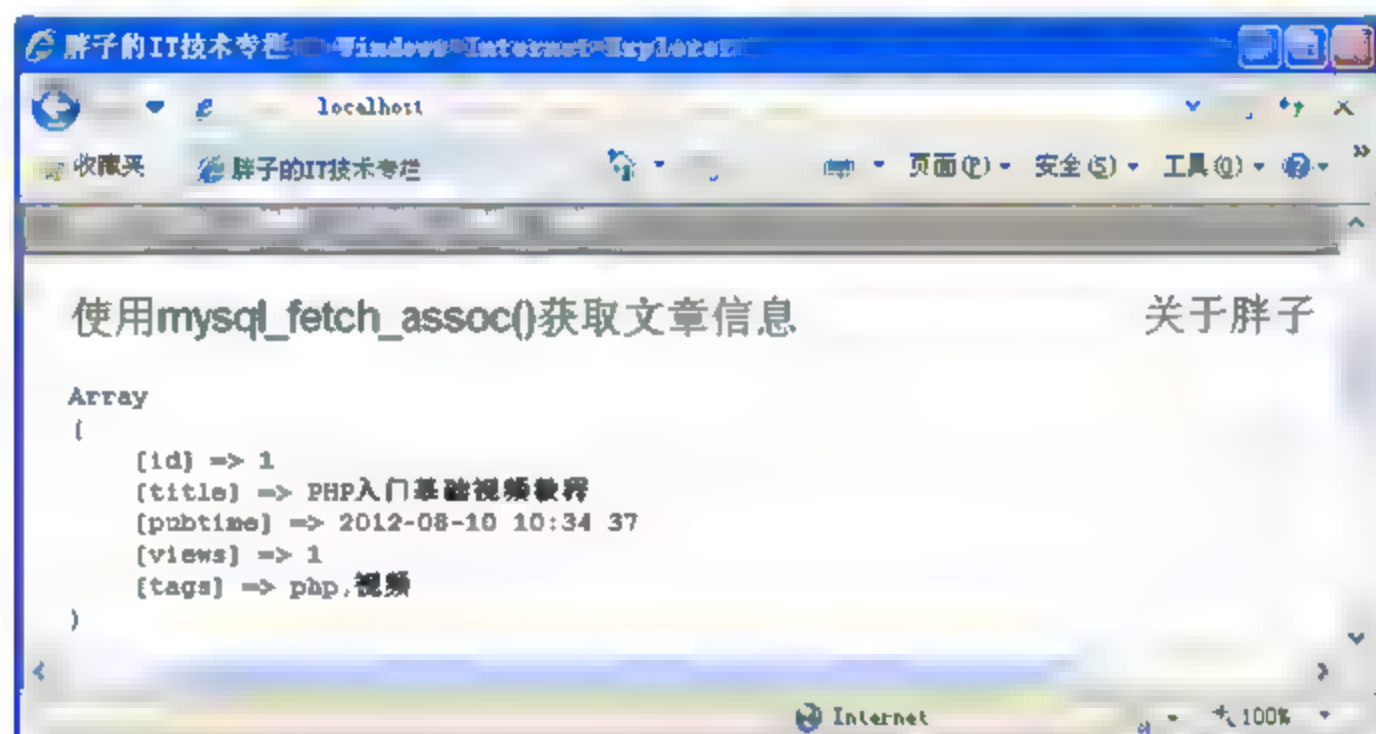 胖子的IT技术专栏 - Windows Internet Explorer
localhost
收藏夹 胖子的IT技术专栏 页面(P) 安全(S) 工具(O)
使用mysql_fetch_assoc()获取文章信息 关于胖子
Array
(
[id] => 1
[title] => PHP入门基础视频教程
[pubtime] => 2012-08-10 10:34 37
[views] => 1
[tags] => php,视频
)
Internet 100%